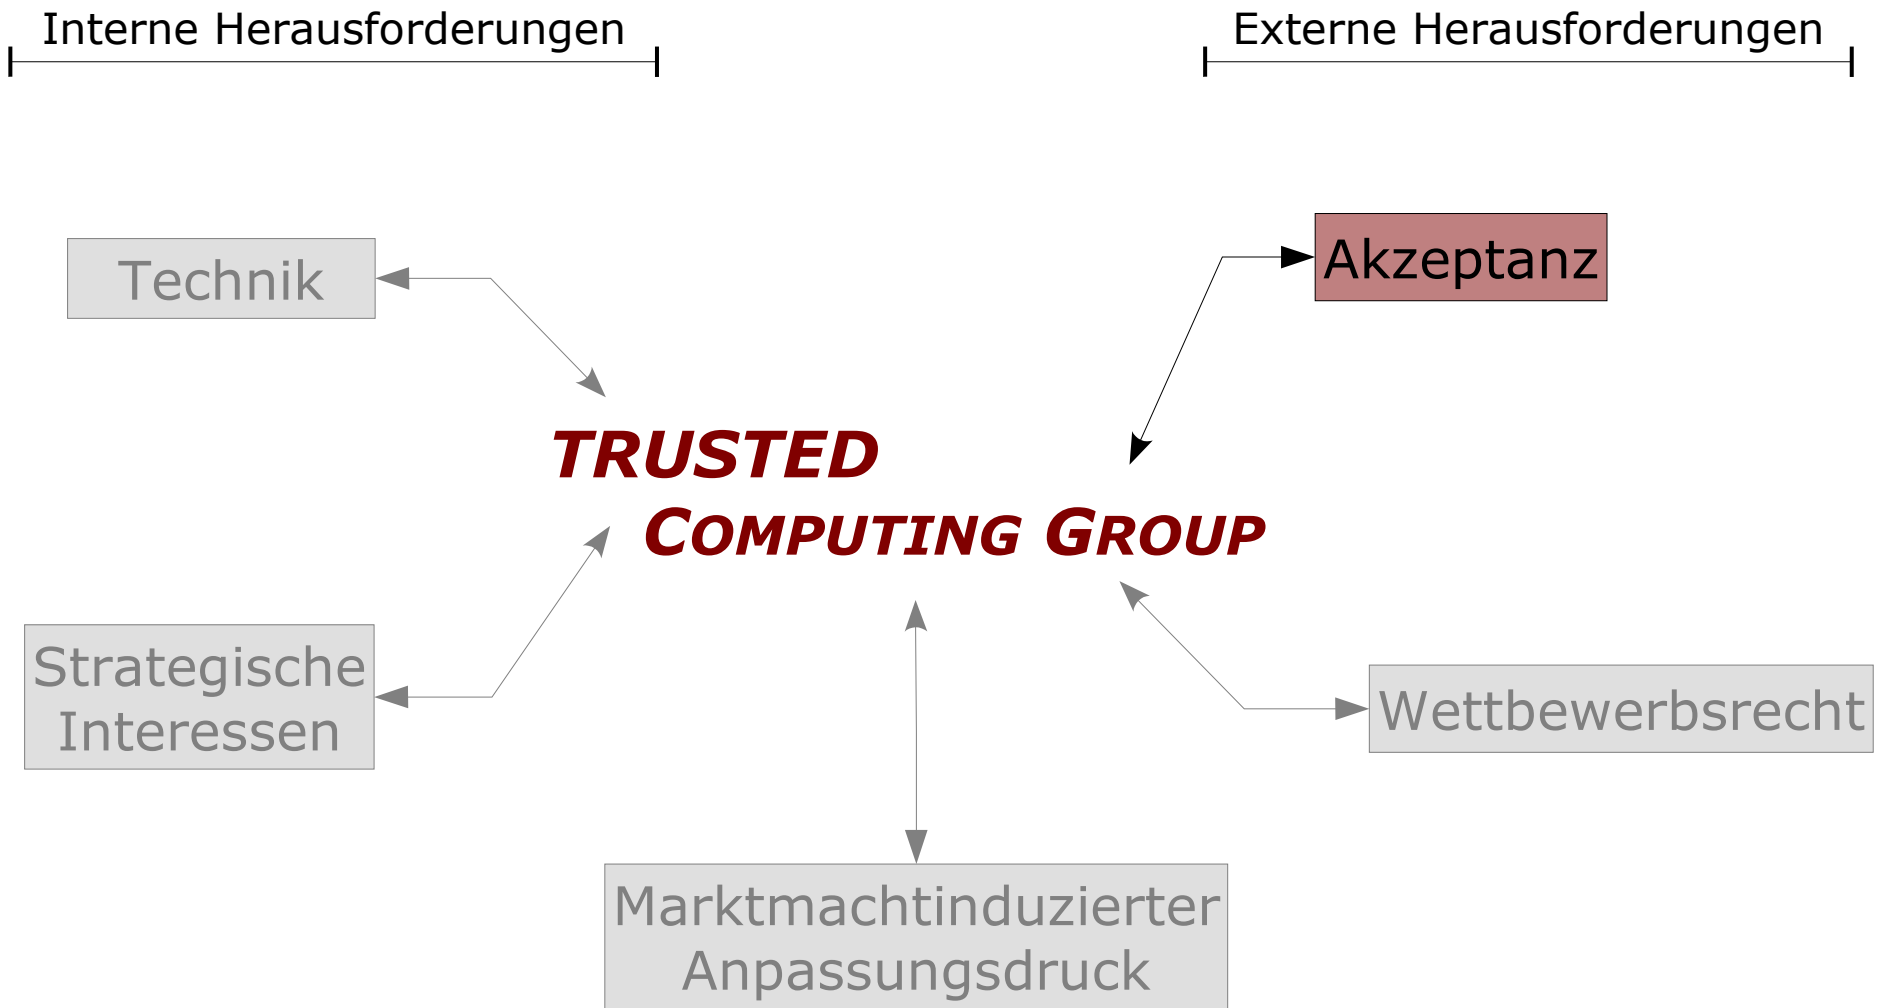 Interne Herausforderungen
Externe Herausforderungen
Technik
Akzeptanz
TRUSTED
COMPUTING GROUP
Strategische
Interessen
Wettbewerbsrecht
Marktmachtinduzierter
Anpassungsdruck